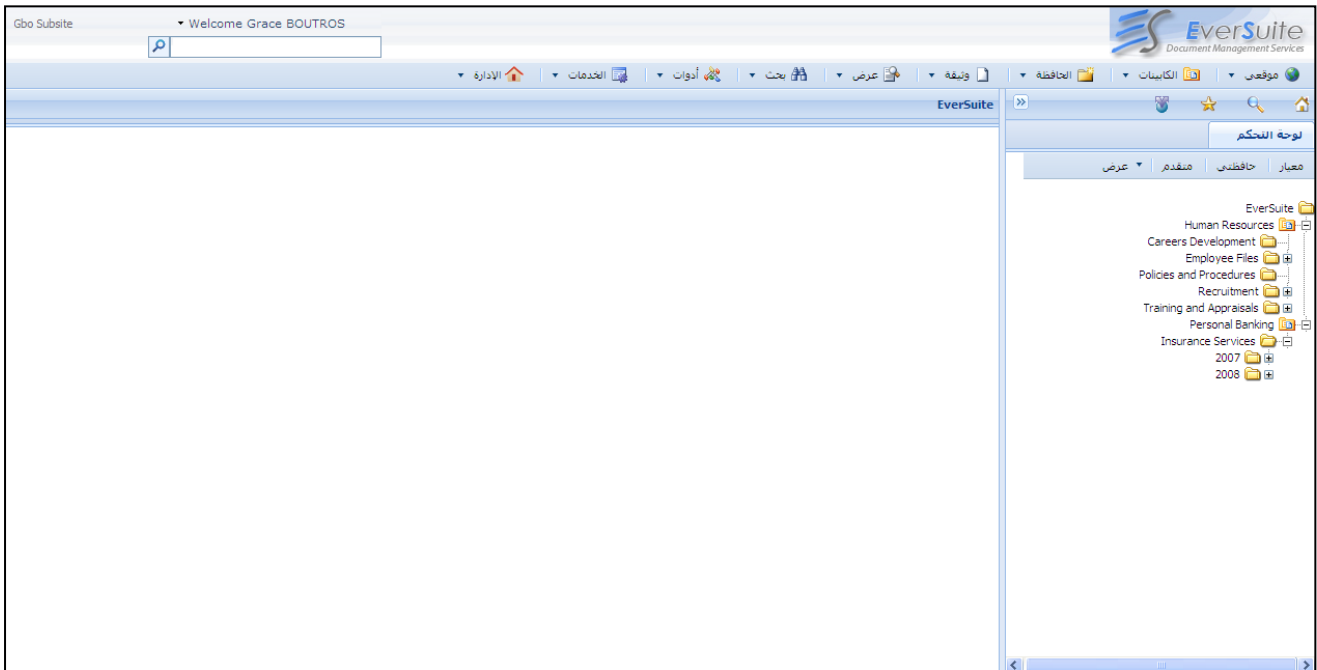 Gbo Subsite
Welcome Grace BOUTROS
EverSuite
Document Management Services
موقعي
الكابينات
الحافظة
وثيقة
عرض
بحث
أدوات
الخدمات
الإدارة
EverSuite
لوحة التحكم
معيار
حافظتي
متقدم
عرض
EverSuite
Human Resources
Careers Development
Employee Files
Policies and Procedures
Recruitment
Training and Appraisals
Personal Banking
Insurance Services
2007
2008